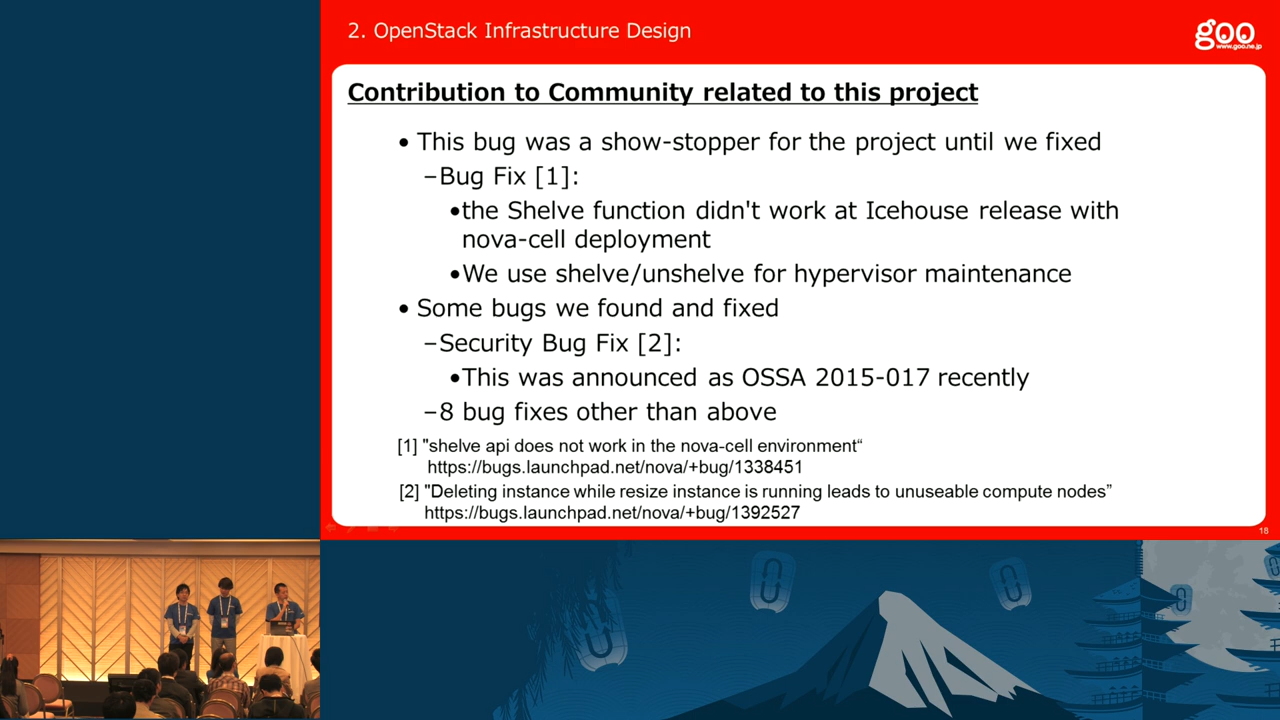 2. OpenStack Infrastructure Design
goo
www.goo.ne.jp
Contribution to Community related to this project
• This bug was a show-stopper for the project until we fixed
–Bug Fix [1]:
•the Shelve function didn't work at Icehouse release with
nova-cell deployment
•We use shelve/unshelve for hypervisor maintenance
• Some bugs we found and fixed
–Security Bug Fix [2]:
•This was announced as OSSA 2015-017 recently
–8 bug fixes other than above
[1] "shelve api does not work in the nova-cell environment“
https://bugs.launchpad.net/nova/+bug/1338451
[2] "Deleting instance while resize instance is running leads to unuseable compute nodes”
https://bugs.launchpad.net/nova/+bug/1392527
18